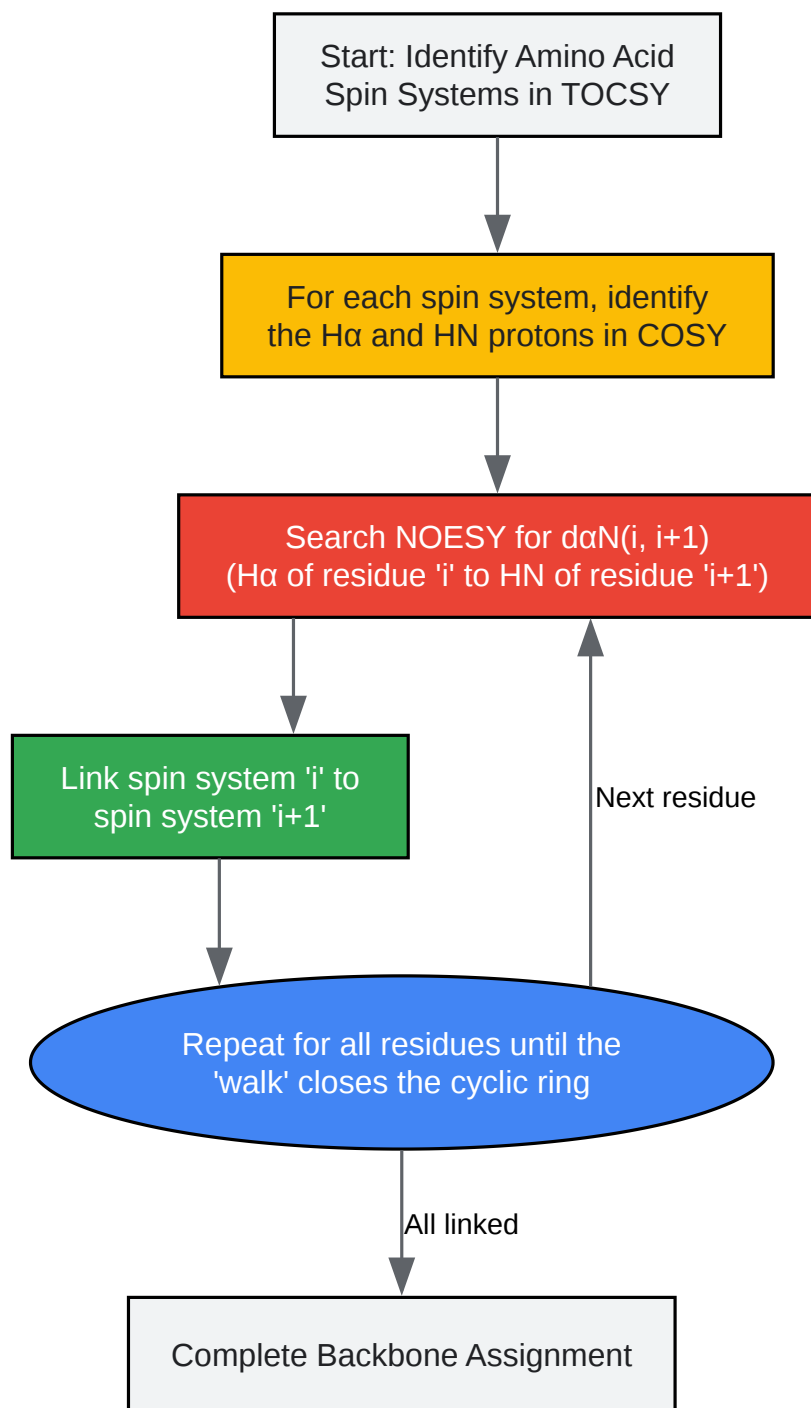 Start: Identify Amino Acid
Spin Systems in TOCSY
For each spin system, identify
the Hα and HN protons in COSY
Search NOESY for dαN(i, i+1)
(Hα of residue 'i' to HN of residue 'i+1')
Link spin system 'i' to
spin system 'i+1'
Next residue
Repeat for all residues until the
'walk' closes the cyclic ring
All linked
Complete Backbone Assignment